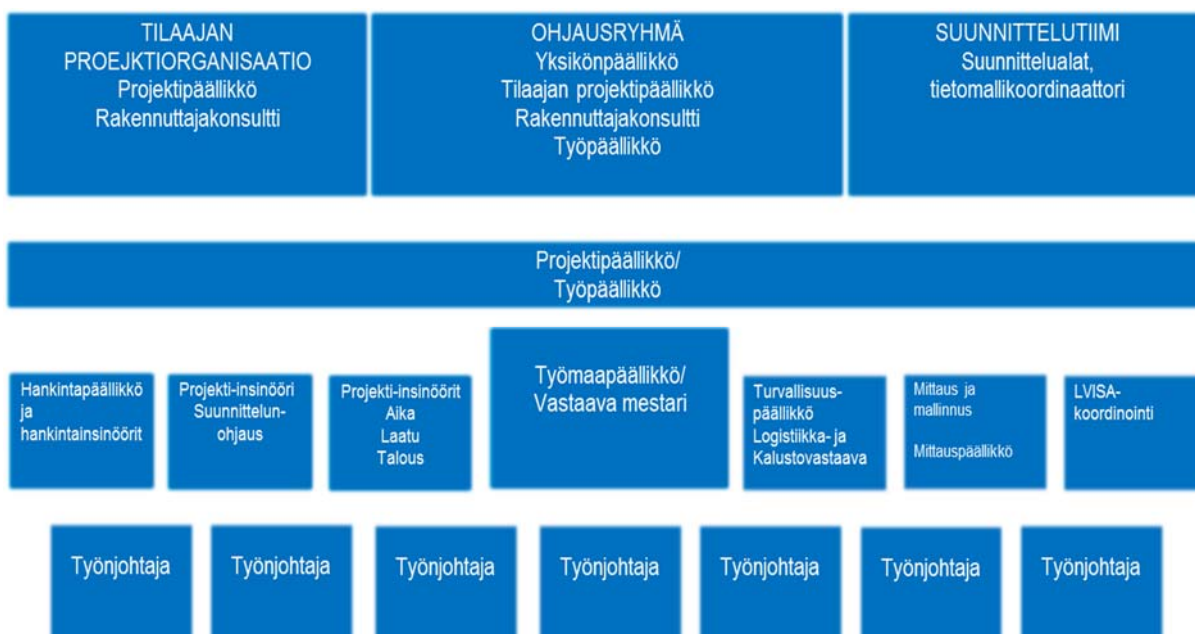 TILAAJAN
PROEJKTIORGANISAATIO
Projektipäällikkö
Rakennuttajakonsultti
OHJAUSRYHMÄ
Yksikönpäällikkö
Tilaajan projektipäällikkö
Rakennuttajakonsultti
Työpäällikkö
SUUNNITTELUTIIMI
Suunnittelualat,
tietomallikoordinaattori
Projektipäällikkö/
Työpäällikkö
Hankintapäällikkö
ja
hankintainsinöörit
Projekti-insinööri
Suunnittelun-
ohjaus
Projekti-insinöörit
Aika
Laatu
Talous
Työmaapäällikkö/
Vastaava mestari
Turvallisuus-
päällikkö
Logistiikka- ja
Kalustovastaava
Mittaus ja
mallinnus
Mittauspäällikkö
LVISA-
koordinointi
Työnjohtaja
Työnjohtaja
Työnjohtaja
Työnjohtaja
Työnjohtaja
Työnjohtaja
Työnjohtaja